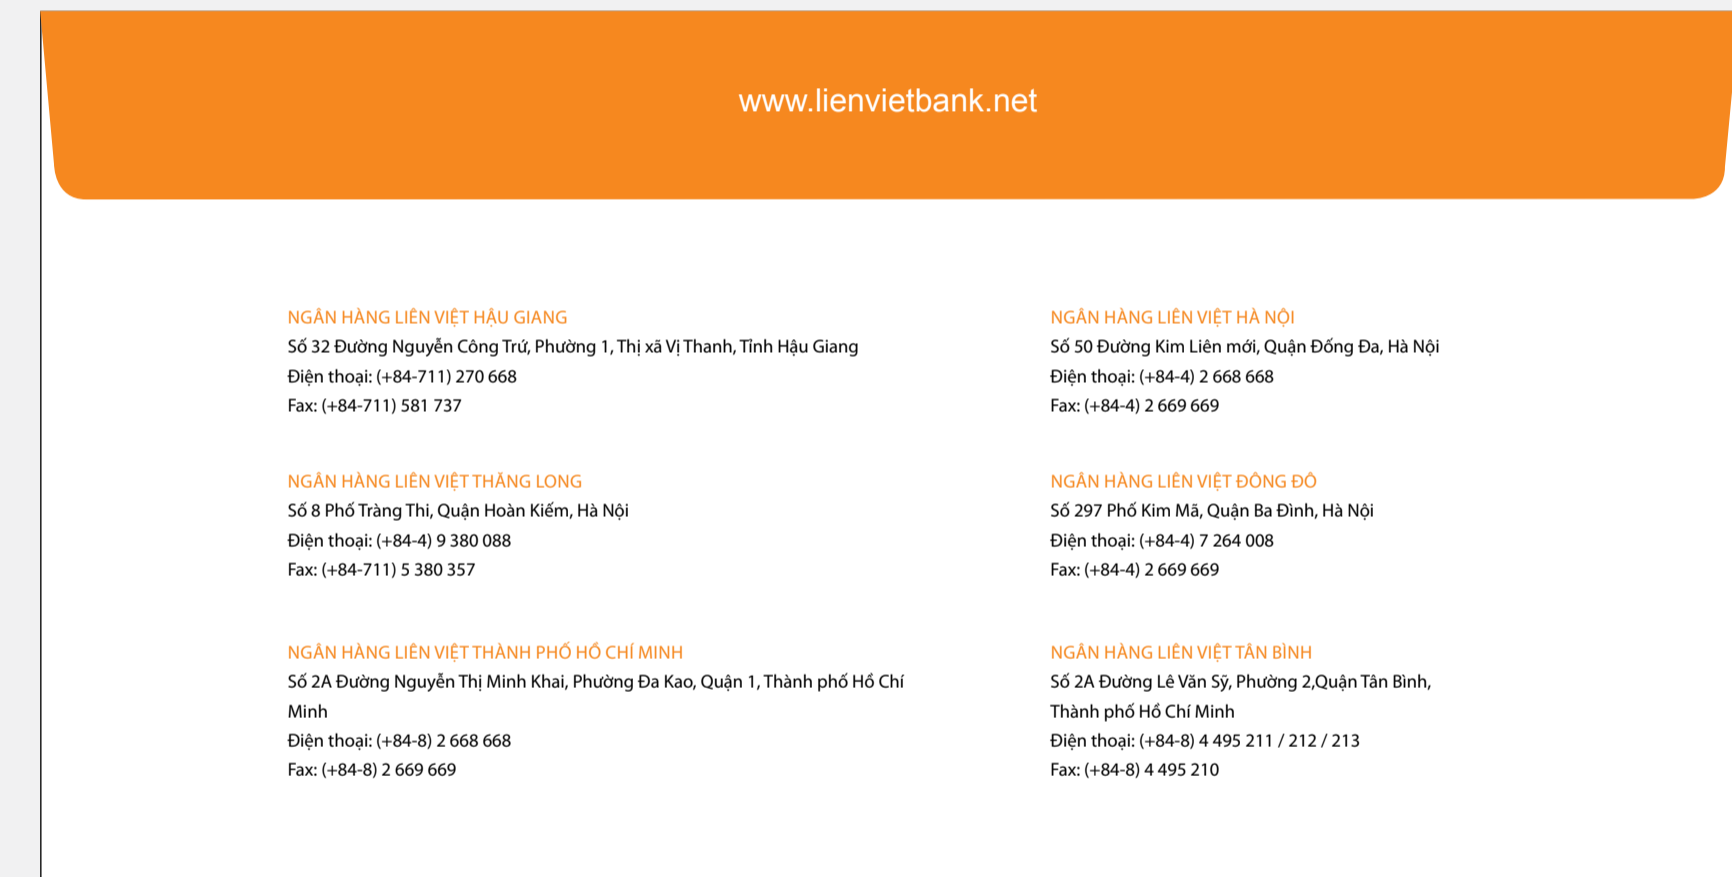 www.lienvietbank.net
NGÂN HÀNG LIÊN VIỆT HẬU GIANG
Số 32 Đường Nguyễn Công Trứ, Phường 1, Thị xã Vị Thanh, Tỉnh Hậu Giang
Điện thoại: (+84-711) 270 668
Fax: (+84-711) 581 737
NGÂN HÀNG LIÊN VIỆT HÀ NỘI
Số 50 Đường Kim Liên mới, Quận Đống Đa, Hà Nội
Điện thoại: (+84-4) 2 668 668
Fax: (+84-4) 2 669 669
NGÂN HÀNG LIÊN VIỆT THĂNG LONG
Số 8 Phố Tràng Thi, Quận Hoàn Kiếm, Hà Nội
Điện thoại: (+84-4) 9 380 088
Fax: (+84-711) 5 380 357
NGÂN HÀNG LIÊN VIỆT ĐÔNG ĐÔ
Số 297 Phố Kim Mã, Quận Ba Đình, Hà Nội
Điện thoại: (+84-4) 7 264 008
Fax: (+84-4) 2 669 669
NGÂN HÀNG LIÊN VIỆT THÀNH PHỐ HỒ CHÍ MINH
Số 2A Đường Nguyễn Thị Minh Khai, Phường Đa Kao, Quận 1, Thành phố Hồ Chí
Minh
Điện thoại: (+84-8) 2 668 668
Fax: (+84-8) 2 669 669
NGÂN HÀNG LIÊN VIỆT TÂN BÌNH
Số 2A Đường Lê Văn Sỹ, Phường 2,Quận Tân Bình,
Thành phố Hồ Chí Minh
Điện thoại: (+84-8) 4 495 211 / 212 / 213
Fax: (+84-8) 4 495 210